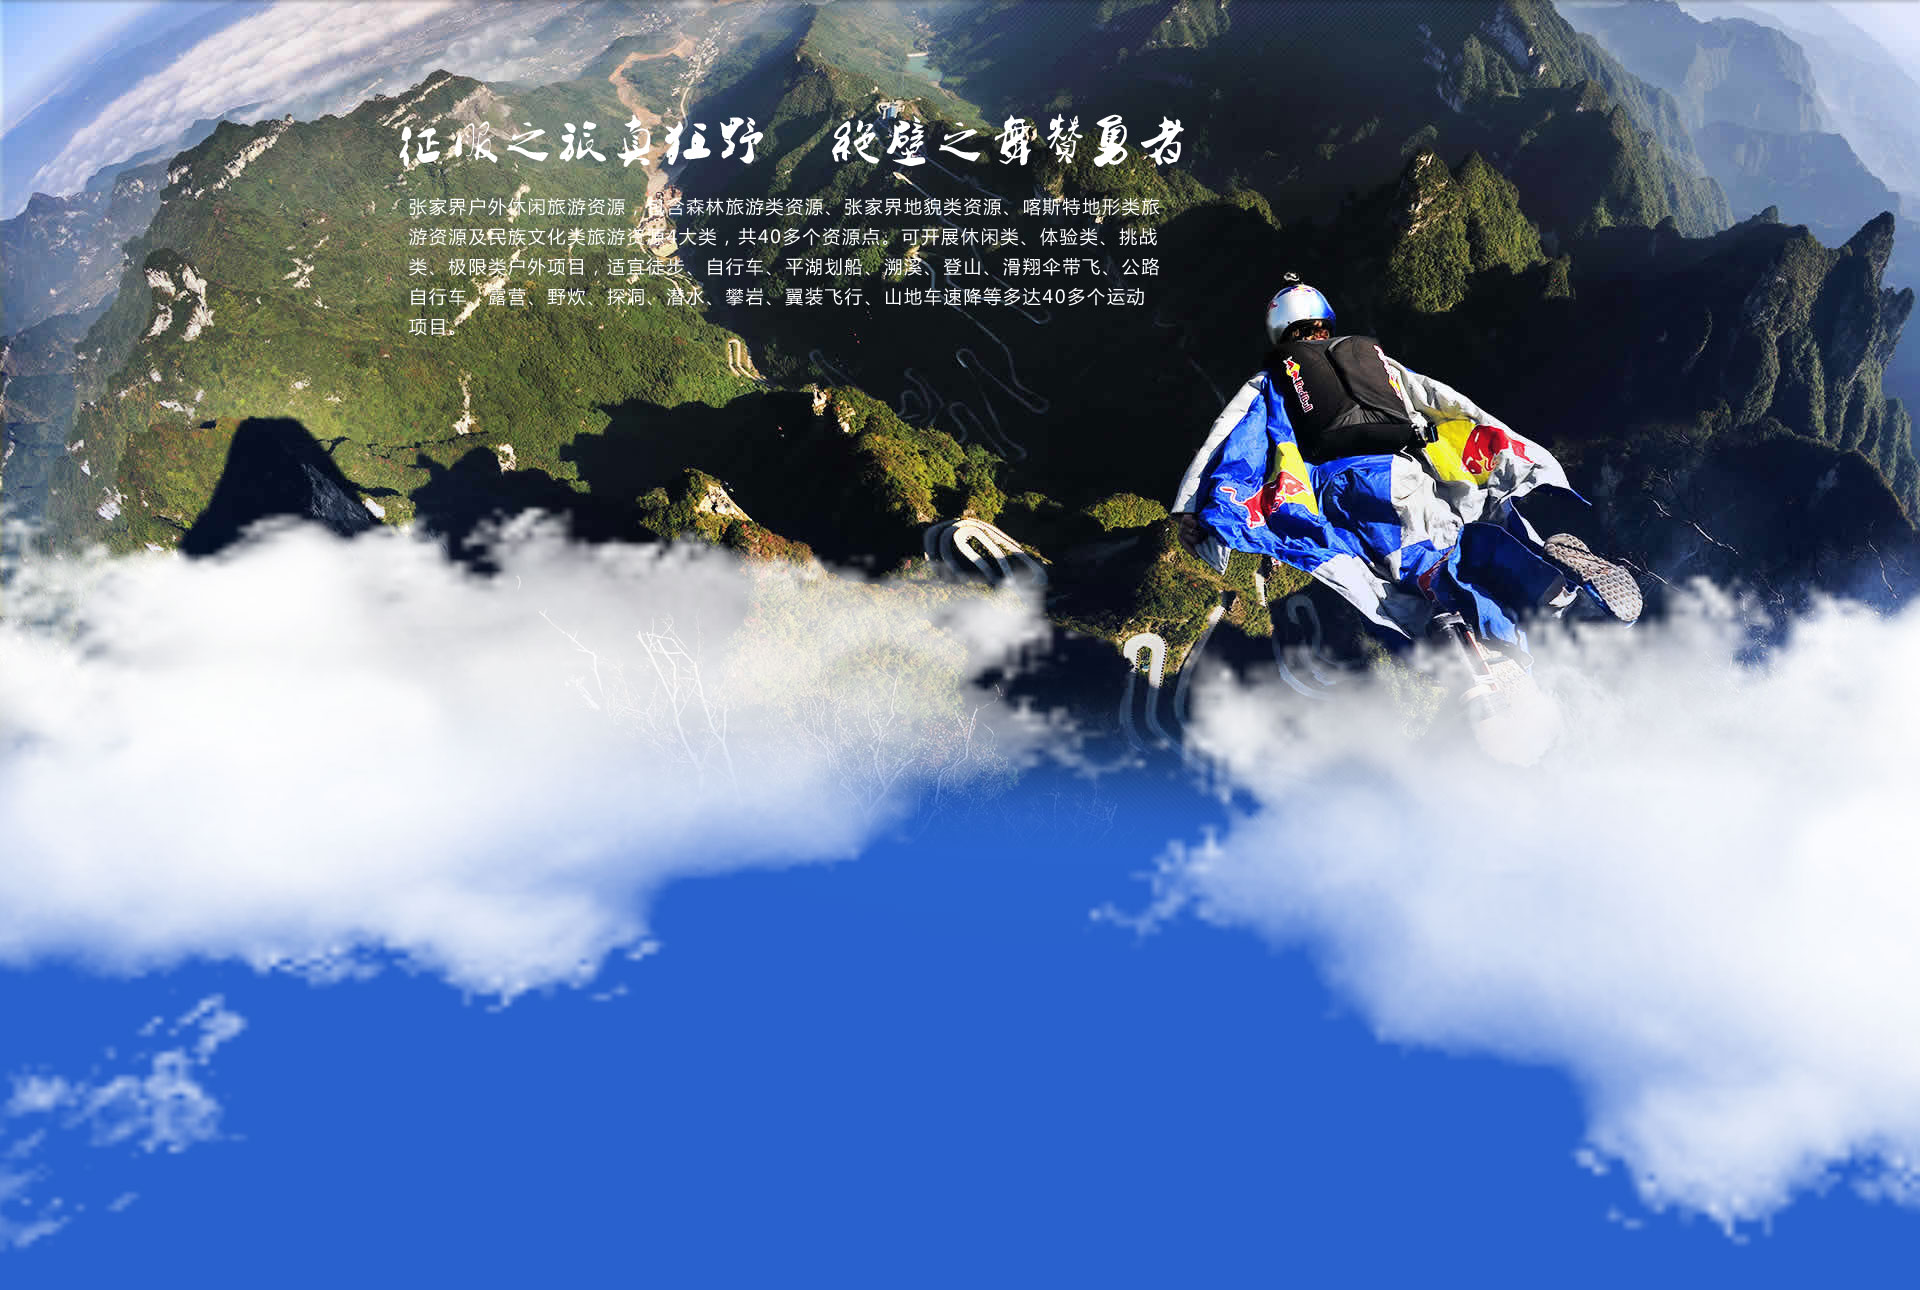 征服之旅真狂野 絶壁之舞赞勇者
张家界户外休闲旅游资源，包含森林旅游类资源、张家界地貌类资源、喀斯特地形类旅
游资源及民族文化类旅游资源4大类，共40多个资源点。可开展休闲类、体验类、挑战
类、极限类户外项目，适宜徒步、自行车、平湖划船、溯溪、登山、滑翔伞带飞、公路
自行车、露营、野炊、探洞、潜水、攀岩、翼装飞行、山地车速降等多达40多个运动
项目。
Red Bull